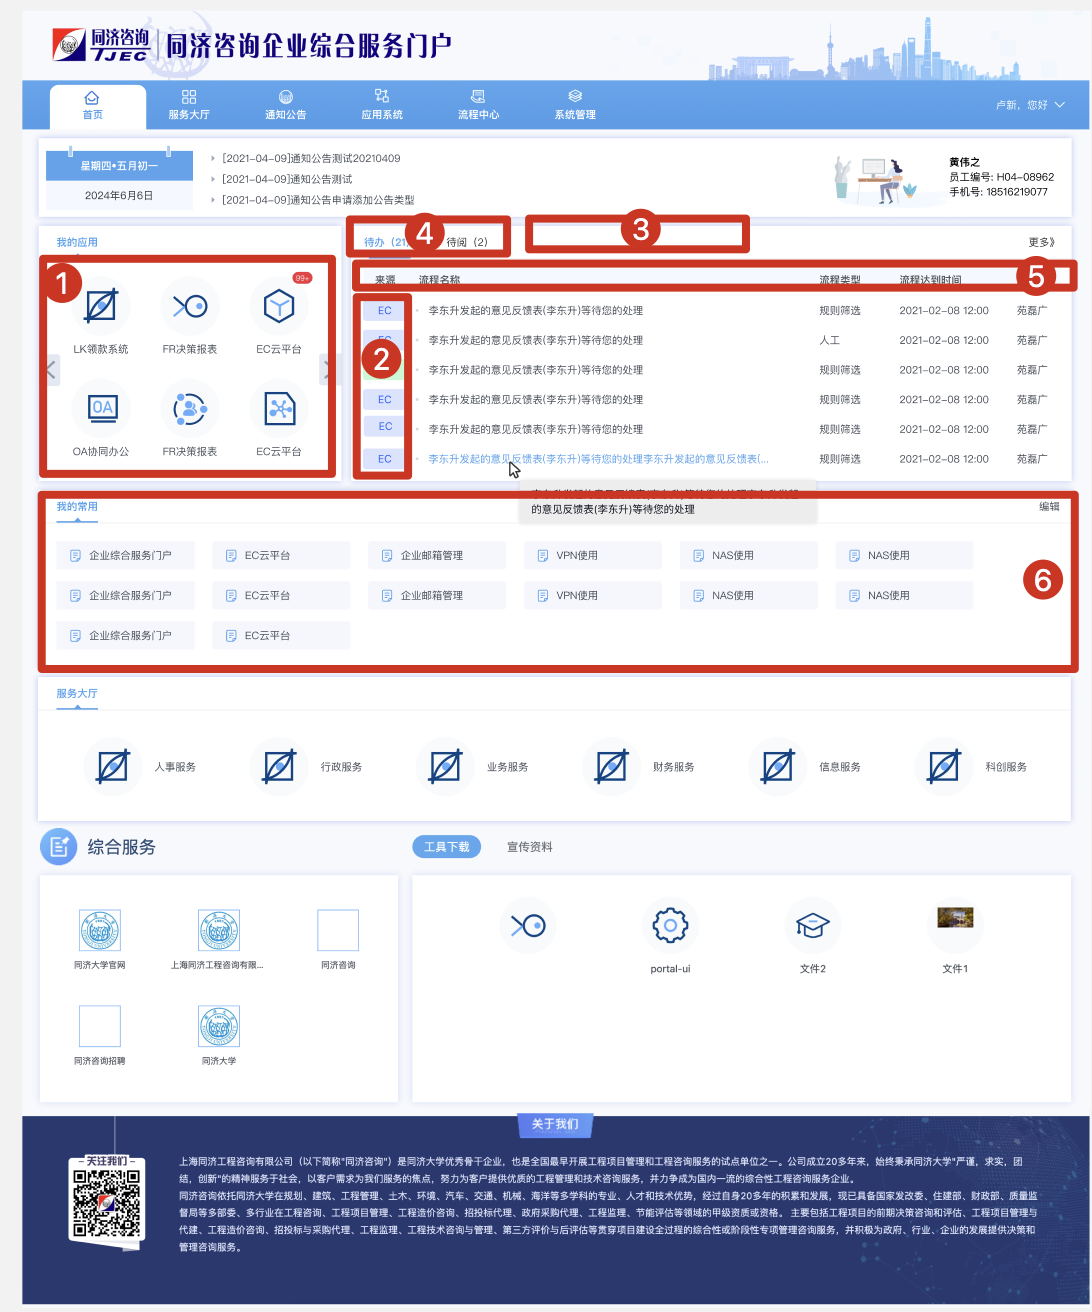 同济咨询
TJEC
同济咨询企业综合服务门户
首页
服务大厅
通知公告
应用系统
流程中心
系统管理
卢新，您好
星期四•五月初一
2024年6月6日
[2021-04-09]通知公告测试20210409
[2021-04-09]通知公告测试
[2021-04-09]通知公告申请添加公告类型
黄伟之
员工编号: H04-08962
手机号: 18516219077
我的应用
1
99+
LK领款系统
FR决策报表
EC云平台
OA
OA协同办公
FR决策报表
EC云平台
待办（21
4
待阅（2）
3
更多》
来源
流程名称
流程类型
流程达到时间
5
EC
李东升发起的意见反馈表(李东升)等待您的处理
规则筛选
2021-02-08 12:00
苑磊广
李东升发起的意见反馈表(李东升)等待您的处理
人工
2021-02-08 12:00
苑磊广
2
李东升发起的意见反馈表(李东升)等待您的处理
规则筛选
2021-02-08 12:00
苑磊广
EC
李东升发起的意见反馈表(李东升)等待您的处理
规则筛选
2021-02-08 12:00
苑磊广
EC
李东升发起的意见反馈表(李东升)等待您的处理
规则筛选
2021-02-08 12:00
苑磊广
EC
李东升发起的意见反馈表(李东升)等待您的处理李东升发起的意见反馈表(...
规则筛选
2021-02-08 12:00
苑磊广
的意见反馈表(李东升)等待您的处理
我的常用
编辑
企业综合服务门户
EC云平台
企业邮箱管理
VPN使用
NAS使用
NAS使用
6
企业综合服务门户
EC云平台
企业邮箱管理
VPN使用
NAS使用
NAS使用
企业综合服务门户
EC云平台
服务大厅
人事服务
行政服务
业务服务
财务服务
信息服务
科创服务
综合服务
工具下载
宣传资料
同济大学官网
上海同济工程咨询有限...
同济咨询
同济咨询招聘
同济大学
portal-ui
文件2
文件1
关于我们
关注我们
上海同济工程咨询有限公司（以下简称"同济咨询"）是同济大学优秀骨干企业，也是全国最早开展工程项目管理和工程咨询服务的试点单位之一。公司成立20多年来，始终秉承同济大学"严谨，求实，团
结，创新"的精神服务于社会，以客户需求为我们服务的焦点，努力为客户提供优质的工程管理和技术咨询服务，并力争成为国内一流的综合性工程咨询服务企业。
同济咨询依托同济大学在规划、建筑、工程管理、土木、环境、汽车、交通、机械、海洋等多学科的专业、人才和技术优势，经过自身20多年的积累和发展，现已具备国家发改委、住建部、财政部、质量监
督局等多部委、多行业在工程咨询、工程项目管理、工程造价咨询、招投标代理、政府采购代理、工程监理、节能评估等领域的甲级资质或资格。 主要包括工程项目的前期决策咨询和评估、工程项目管理与
代建、工程造价咨询、招投标与采购代理、工程监理、工程技术咨询与管理、第三方评价与后评估等贯穿项目建设全过程的综合性或阶段性专项管理咨询服务，并积极为政府、行业、企业的发展提供决策和
管理咨询服务。